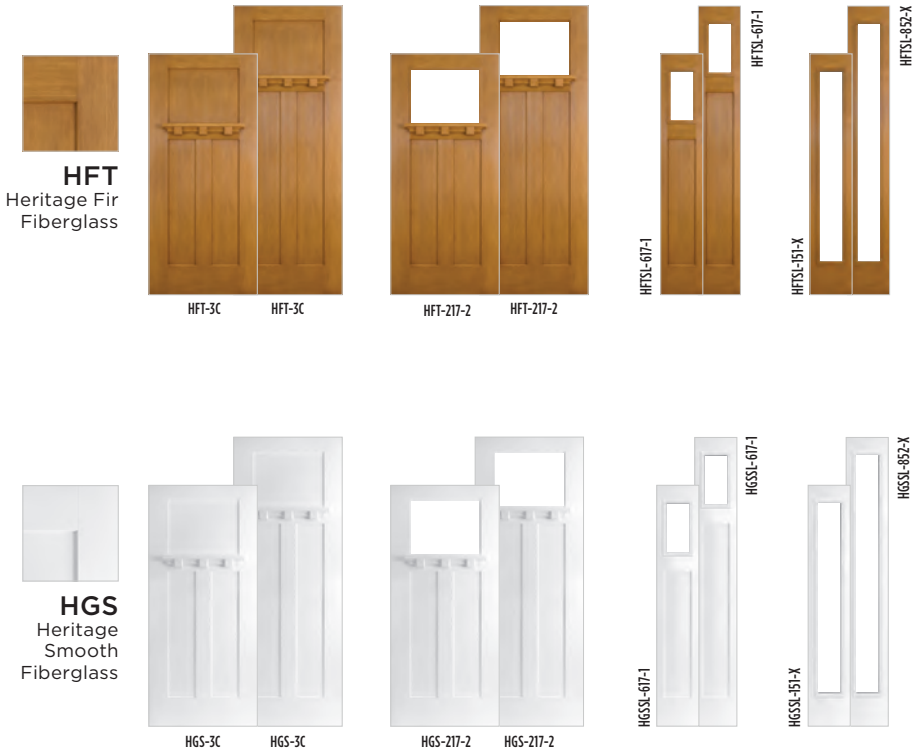 HFT
Heritage Fir
Fiberglass
HFT-3C
HFT-3C
HFT-217-2
HFT-217-2
HFTSL-617-1
HFTSL-617-1
HFTSL-151-X
HFTSL-852-X
HGS
Heritage
Smooth
Fiberglass
HGS-3C
HGS-3C
HGS-217-2
HGS-217-2
HGSSL-617-1
HGSSL-617-1
HGSSL-151-X
HGSSL-852-X